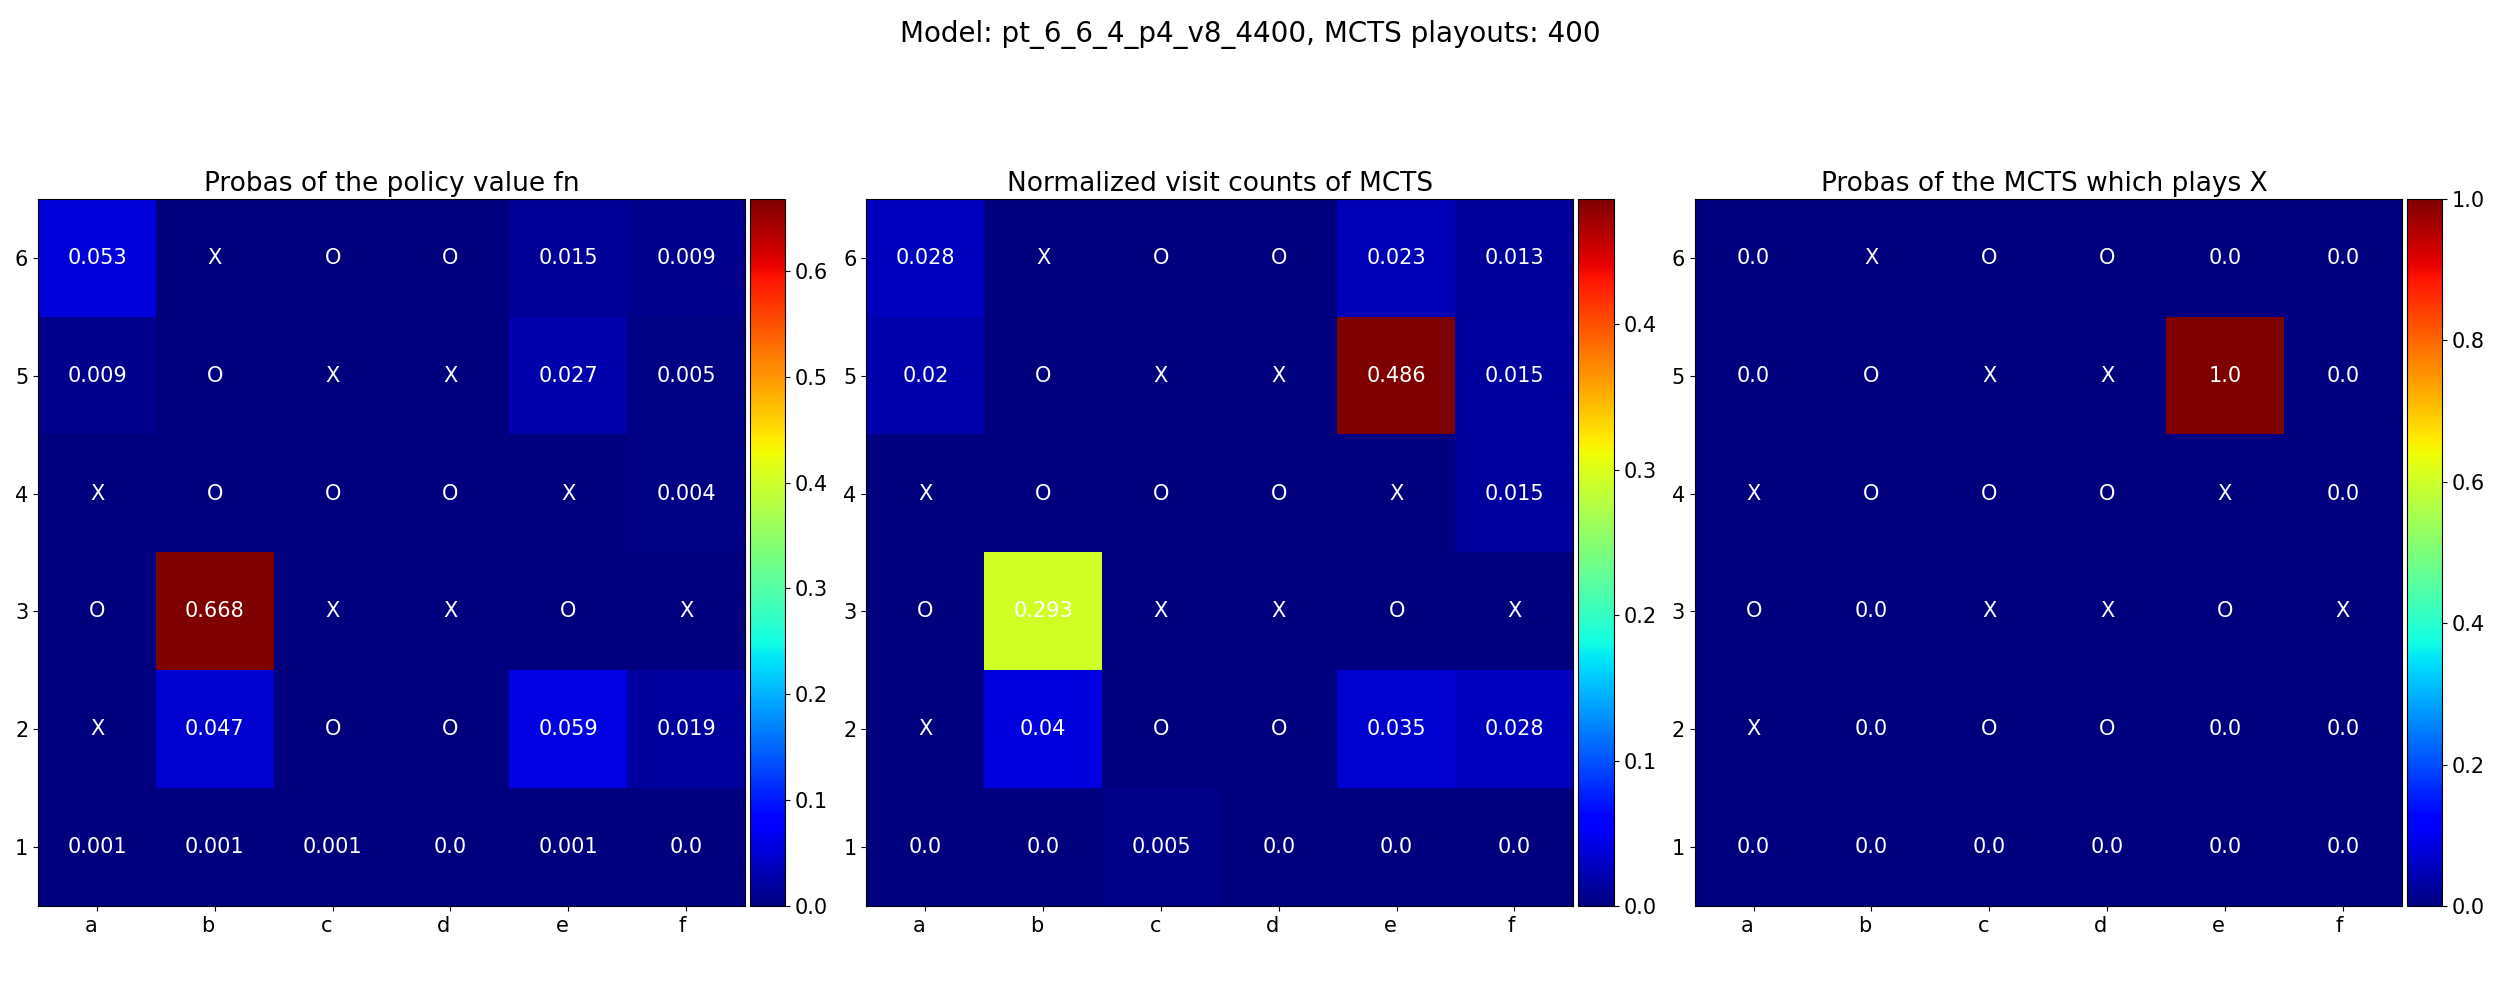 Model: pt_6_6_4_p4_v8_4400, MCTS playouts: 400
Probas of the policy value fn
6 0.053 X O O 0.015 0.009
5 0.009 O X X 0.027 0.005
4 X O O O X 0.004
3 O 0.668 X X O X
2 X 0.047 O O 0.059 0.019
1 0.001 0.001 0.001 0.0 0.001 0.0
a b c d e f
0.6
0.5
0.4
0.3
0.2
0.1
0.0
Normalized visit counts of MCTS
6 0.028 X O O 0.023 0.013
5 0.02 O X X 0.486 0.015
4 X O O O X 0.015
3 O 0.293 X X O X
2 X 0.04 O O 0.035 0.028
1 0.0 0.0 0.005 0.0 0.0 0.0
a b c d e f
0.4
0.3
0.2
0.1
0.0
Probas of the MCTS which plays X
6 0.0 X O O 0.0 0.0
5 0.0 O X X 1.0 0.0
4 X O O O X 0.0
3 O 0.0 X X O X
2 X 0.0 O O 0.0 0.0
1 0.0 0.0 0.0 0.0 0.0 0.0
a b c d e f
1.0
0.8
0.6
0.4
0.2
0.0